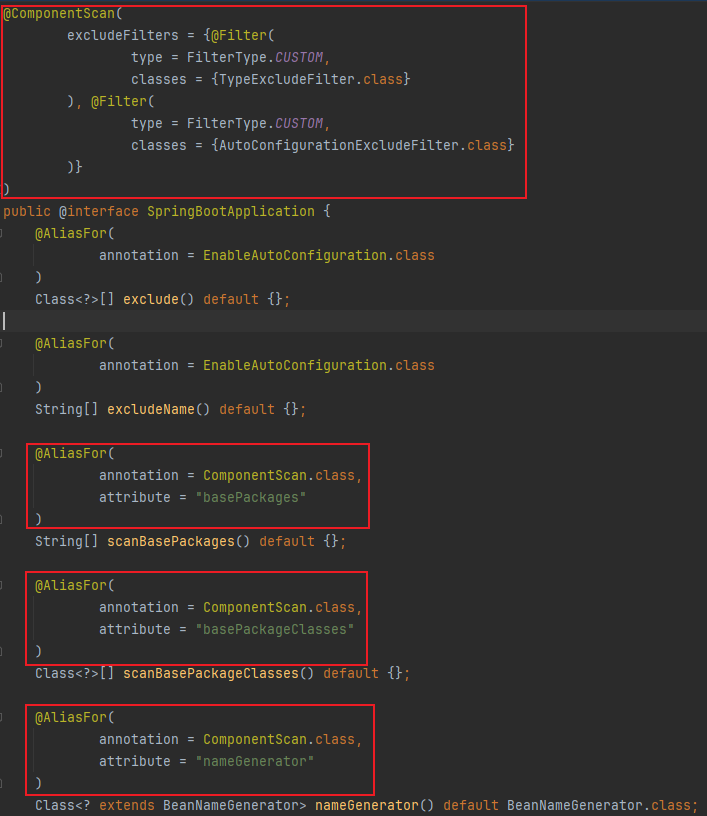 @ComponentScan(
        excludeFilters = {@Filter(
                type = FilterType.CUSTOM,
                classes = {TypeExcludeFilter.class}
        ), @Filter(
                type = FilterType.CUSTOM,
                classes = {AutoConfigurationExcludeFilter.class}
        )}
)
public @interface SpringBootApplication {
    @AliasFor(
            annotation = EnableAutoConfiguration.class
    )
    Class<?>[] exclude() default {};

    @AliasFor(
            annotation = EnableAutoConfiguration.class
    )
    String[] excludeName() default {};

    @AliasFor(
            annotation = ComponentScan.class,
            attribute = "basePackages"
    )
    String[] scanBasePackages() default {};

    @AliasFor(
            annotation = ComponentScan.class,
            attribute = "basePackageClasses"
    )
    Class<?>[] scanBasePackageClasses() default {};

    @AliasFor(
            annotation = ComponentScan.class,
            attribute = "nameGenerator"
    )
    Class<? extends BeanNameGenerator> nameGenerator() default BeanNameGenerator.class;